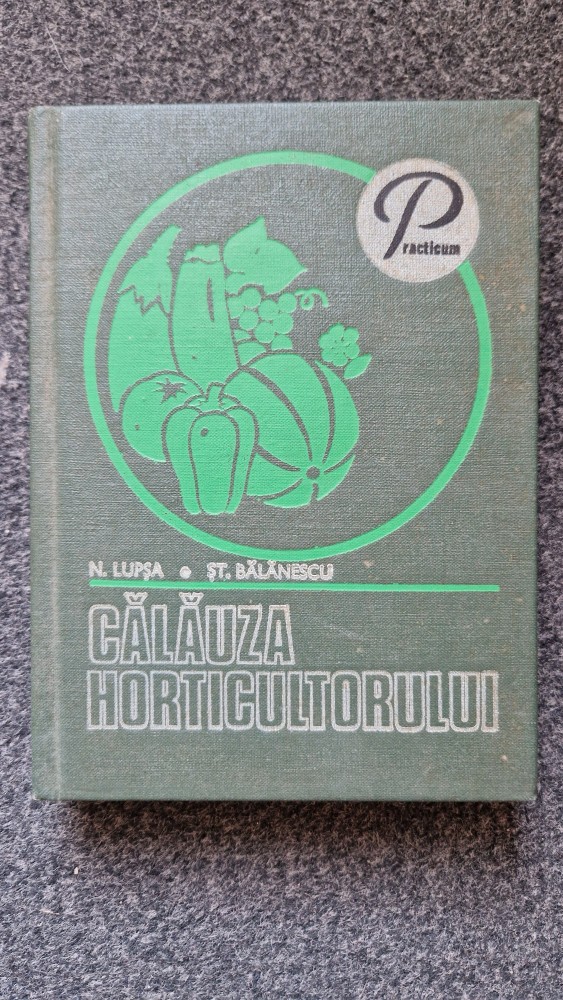 Practicum
N. LUPȘA • ȘT. BĂLĂNESCU
CĂLĂUZA
HORTICULTORULUI